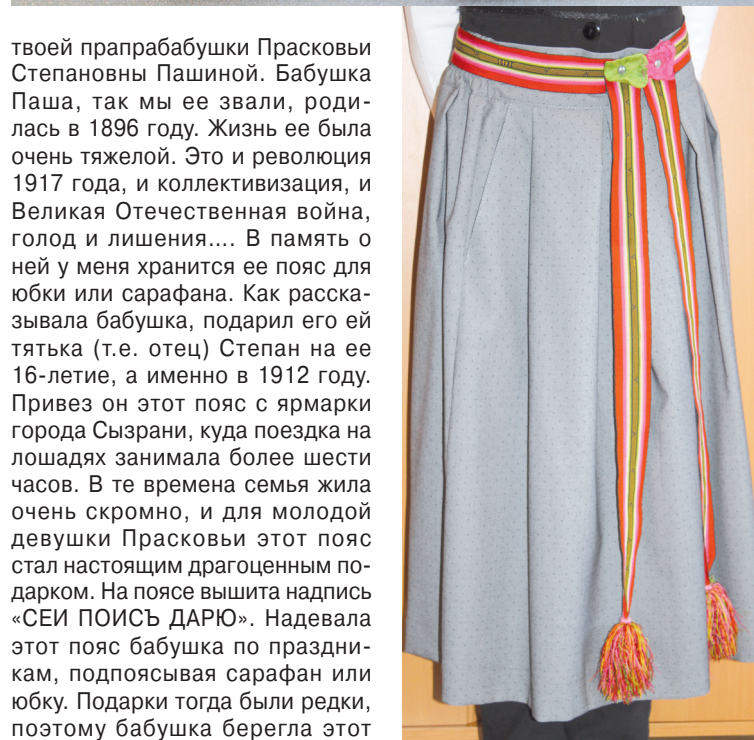 твоей прапрабабушки Прасковьи
Степановны Пашиной. Бабушка
Паша, так мы ее звали, роди-
лась в 1896 году. Жизнь ее была
очень тяжелой. Это и революция
1917 года, и коллективизация, и
Великая Отечественная война,
голод и лишения.... В память о
ней у меня хранится ее пояс для
юбки или сарафана. Как расска-
зывала бабушка, подарил его ей
тятька (т.е. отец) Степан на ее
16-летие, а именно в 1912 году.
Привез он этот пояс с ярмарки
города Сызрани, куда поездка на
лошадях занимала более шести
часов. В те времена семья жила
очень скромно, и для молодой
девушки Прасковьи этот пояс
стал настоящим драгоценным по-
дарком. На поясе вышита надпись
«СЕИ ПОИСЪ ДАРЮ». Надевала
этот пояс бабушка по праздни-
кам, подпоясывая сарафан или
юбку. Подарки тогда были редки,
поэтому бабушка берегла этот